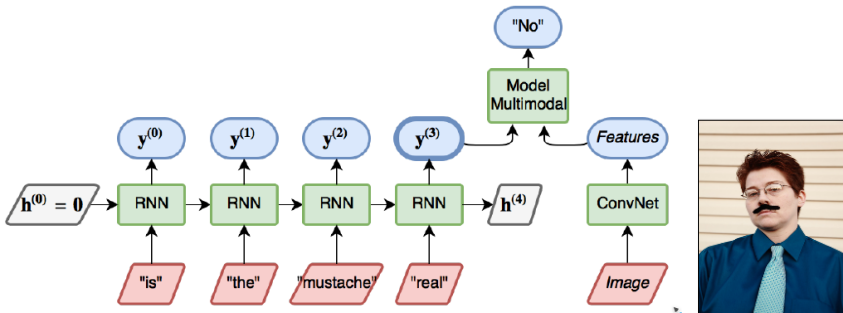 "No"
Model
Multimodal
y(0) y(1) y(2) y(3) Features
h(0) = 0 RNN RNN RNN RNN h(4) ConvNet
"is" "the" "mustache" "real" Image